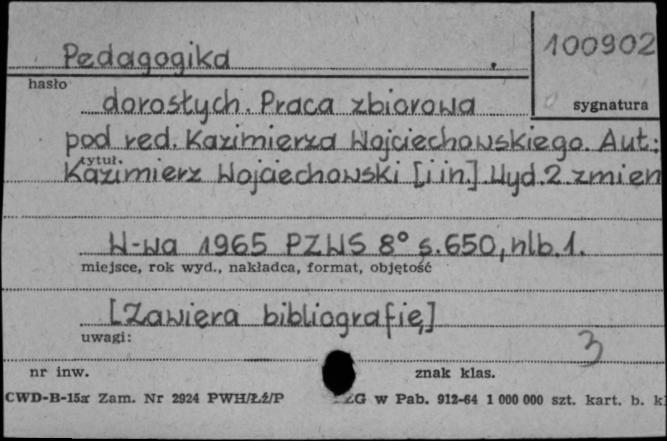 Pedagogika
100902
hasło
dorosłych. Praca zbiorowa
sygnatura
pod red. Kazimierza Wojciechowskiego. Aut.:
tytuł.
Kazimierz Wojciechowski [i in.]. Wyd. 2. zmien
W-wa 1965 PZWS 8° s. 650, nlb. 1.
miejsce, rok wyd., nakładca, format, objętość
[Zawiera bibliografię]
uwagi:
3
nr inw.
znak klas.
CWD-B-15a Zam. Nr 2924 PWH/Łź/P
ZG w Pab. 912-64 1 000 000 szt. kart. b. k